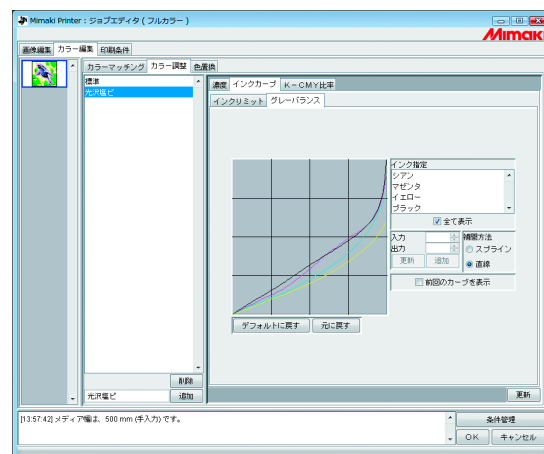 Mimaki Printer : ジョブエディタ ( フルカラー )
Mimaki
画像編集 カラー編集 印刷条件
カラーマッチング カラー調整 色置換
標準
光沢塩ビ
濃度 インクカーブ K－CMY比率
インクリミット グレーバランス
インク指定
シアン
マゼンタ
イエロー
ブラック
全て表示
入力
出力
更新 追加
補間方法
スプライン
直線
前回のカーブを表示
デフォルトに戻す 元に戻す
削除
光沢塩ビ 追加
更新
[13:57:42] メディア幅は、500 mm (手入力) です。
条件管理
OK キャンセル